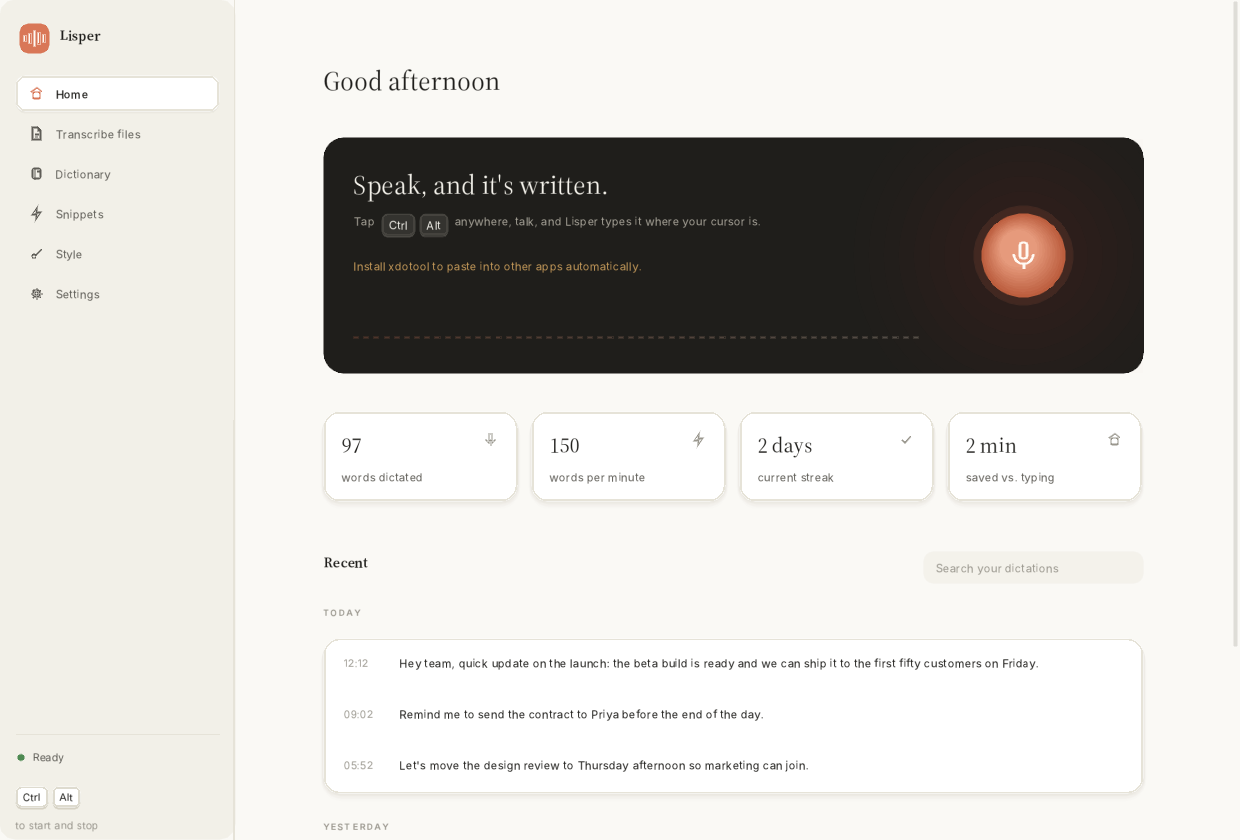 Lisper
Home
Transcribe files
Dictionary
Snippets
Style
Settings
Ready
Ctrl Alt
to start and stop
Good afternoon
Speak, and it's written.
Tap Ctrl Alt anywhere, talk, and Lisper types it where your cursor is.
Install xdotool to paste into other apps automatically.
97
words dictated
150
words per minute
2 days
current streak
2 min
saved vs. typing
Recent
Search your dictations
TODAY
12:12 Hey team, quick update on the launch: the beta build is ready and we can ship it to the first fifty customers on Friday.
09:02 Remind me to send the contract to Priya before the end of the day.
05:52 Let's move the design review to Thursday afternoon so marketing can join.
YESTERDAY